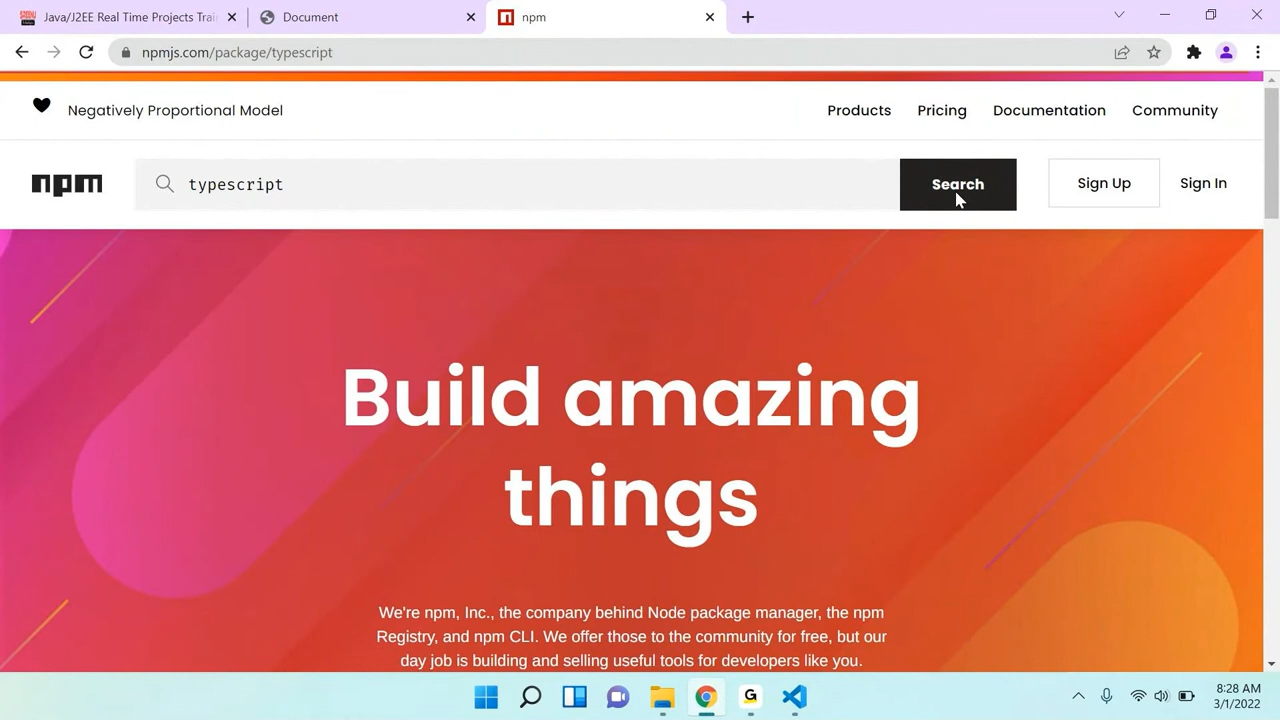 Java/J2EE Real Time Projects Trai
Document
npm
npmjs.com/package/typescript
Negatively Proportional Model
Products
Pricing
Documentation
Community
npm
typescript
Search
Sign Up
Sign In
Build amazing
things
We're npm, Inc., the company behind Node package manager, the npm
Registry, and npm CLI. We offer those to the community for free, but our
day job is building and selling useful tools for developers like you.
G
8:28 AM
3/1/2022